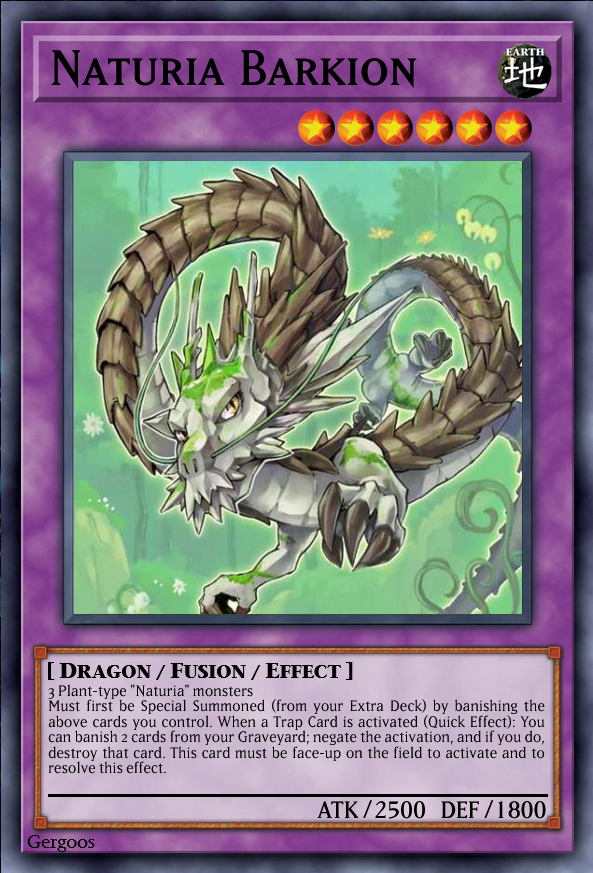 Naturia Barkion
EARTH
地
[ Dragon / Fusion / Effect ]
3 Plant-type "Naturia" monsters
Must first be Special Summoned (from your Extra Deck) by banishing the
above cards you control. When a Trap Card is activated (Quick Effect): You
can banish 2 cards from your Graveyard; negate the activation, and if you do,
destroy that card. This card must be face-up on the field to activate and to
resolve this effect.
ATK / 2500 DEF / 1800
Gergoos